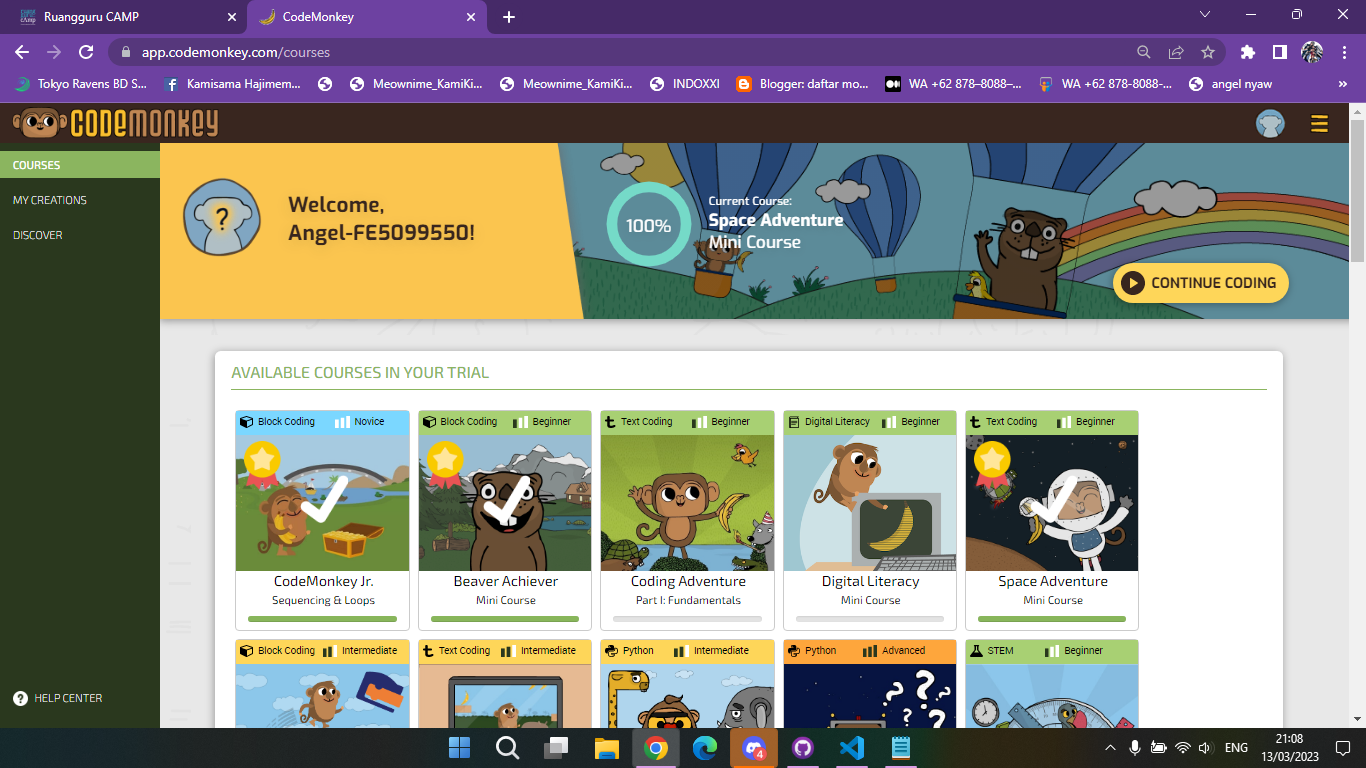 Ruangguru CAMP
CodeMonkey
app.codemonkey.com/courses
Tokyo Ravens BD S...
Kamisama Hajimem...
Meownime_KamiKi...
Meownime_KamiKi...
INDOXXI
Blogger: daftar mo...
WA +62 878–8088–...
WA +62 878-8088-...
angel nyaw
»
CODEMONKEY
COURSES
MY CREATIONS
DISCOVER
HELP CENTER
?
Welcome,
Angel-FE5099550!
100%
Current Course:
Space Adventure
Mini Course
CONTINUE CODING
AVAILABLE COURSES IN YOUR TRIAL
Block Coding Novice
CodeMonkey Jr.
Sequencing & Loops
Block Coding Beginner
Beaver Achiever
Mini Course
Text Coding Beginner
Coding Adventure
Part I: Fundamentals
Digital Literacy Beginner
Digital Literacy
Mini Course
Text Coding Beginner
Space Adventure
Mini Course
Block Coding Intermediate
Text Coding Intermediate
Python Intermediate
Python Advanced
? ? ? ?
STEM Beginner
4
ENG
21:08
13/03/2023